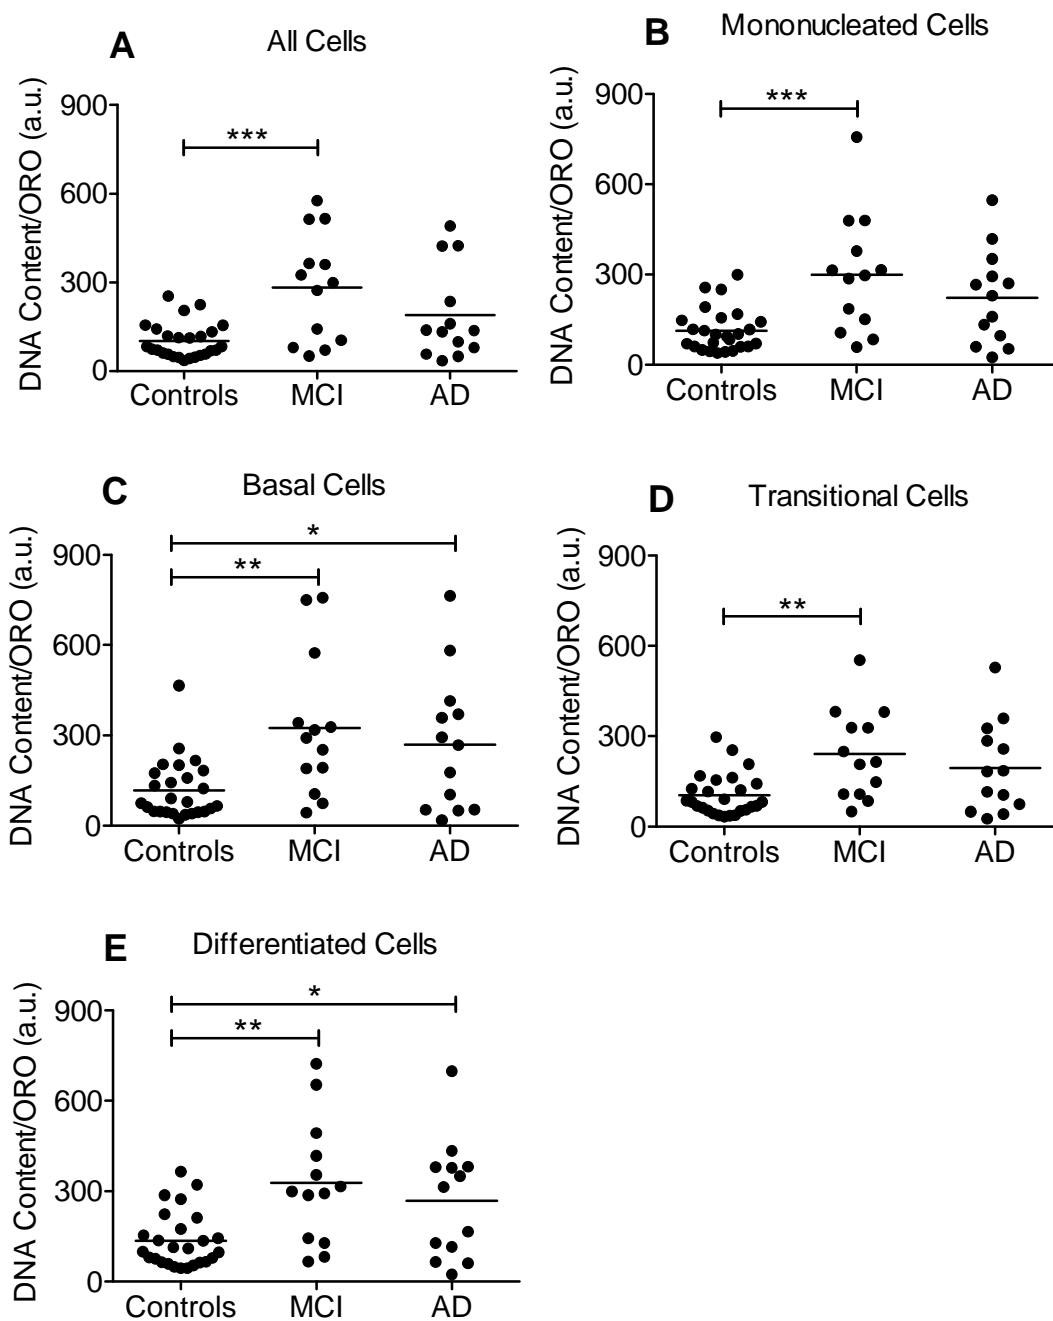 A
All Cells
DNA Content/ORO (a.u.)
900
600
300
0
***
Controls
MCI
AD
B
Mononucleated Cells
DNA Content/ORO (a.u.)
900
600
300
0
***
Controls
MCI
AD
C
Basal Cells
DNA Content/ORO (a.u.)
900
600
300
0
*
**
Controls
MCI
AD
D
Transitional Cells
DNA Content/ORO (a.u.)
900
600
300
0
**
Controls
MCI
AD
E
Differentiated Cells
DNA Content/ORO (a.u.)
900
600
300
0
*
**
Controls
MCI
AD